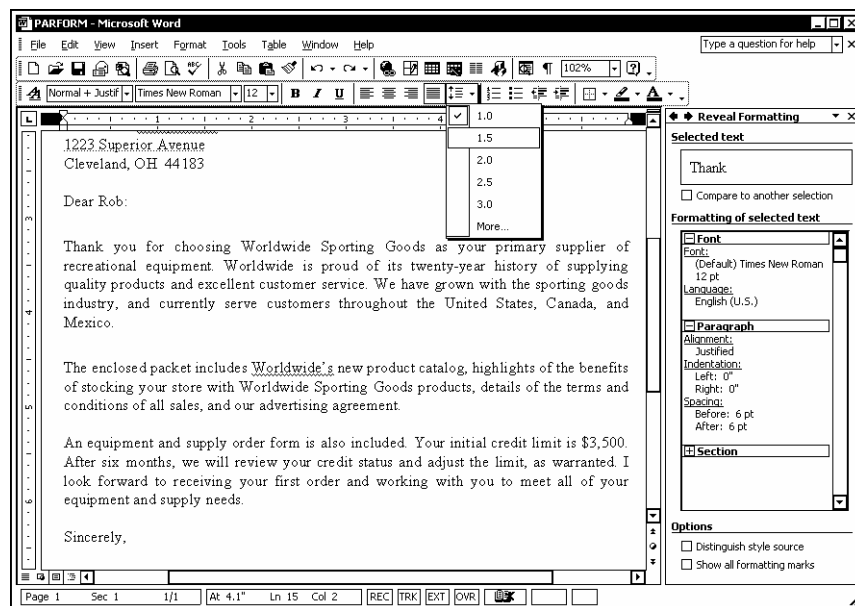 PARFORM - Microsoft Word
File Edit View Insert Format Tools Table Window Help
Type a question for help
102%
Normal + Justif Times New Roman 12 B I U
1.0
1.5
2.0
2.5
3.0
More...
1223 Superior Avenue
Cleveland, OH 44183
Dear Rob:
Thank you for choosing Worldwide Sporting Goods as your primary supplier of
recreational equipment. Worldwide is proud of its twenty-year history of supplying
quality products and excellent customer service. We have grown with the sporting goods
industry, and currently serve customers throughout the United States, Canada, and
Mexico.
The enclosed packet includes Worldwide's new product catalog, highlights of the benefits
of stocking your store with Worldwide Sporting Goods products, details of the terms and
conditions of all sales, and our advertising agreement.
An equipment and supply order form is also included. Your initial credit limit is $3,500.
After six months, we will review your credit status and adjust the limit, as warranted. I
look forward to receiving your first order and working with you to meet all of your
equipment and supply needs.
Sincerely,
Reveal Formatting
Selected text
Thank
Compare to another selection
Formatting of selected text
Font
Font:
(Default) Times New Roman
12 pt
Language:
English (U.S.)
Paragraph
Alignment:
Justified
Indentation:
Left: 0"
Right: 0"
Spacing:
Before: 6 pt
After: 6 pt
Section
Options
Distinguish style source
Show all formatting marks
Page 1 Sec 1 1/1 At 4.1" Ln 15 Col 2 REC TRK EXT OVR